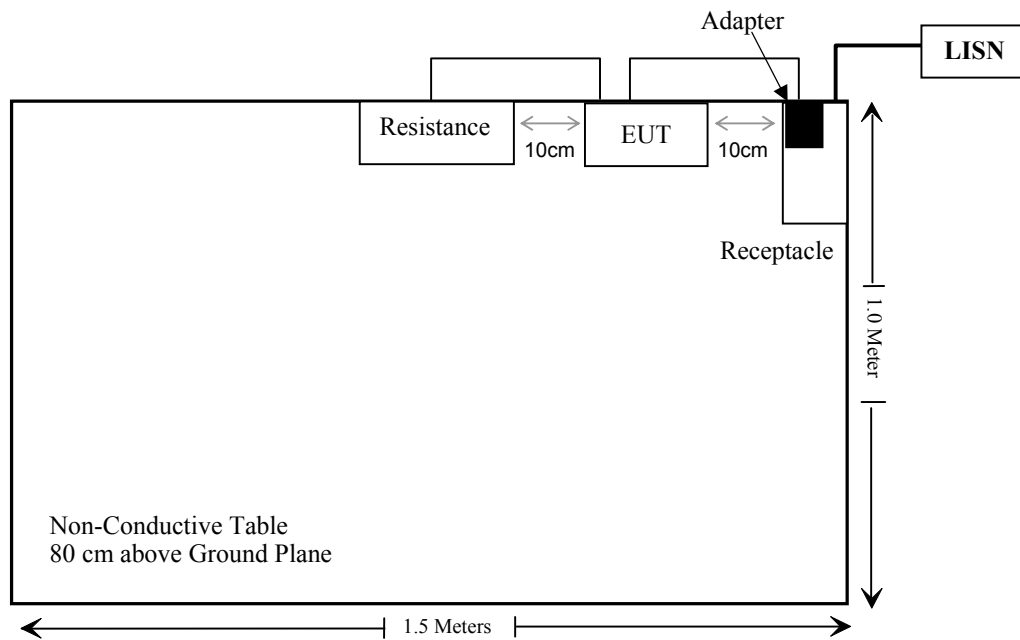 Adapter
LISN
Resistance
10cm
EUT
10cm
Receptacle
1.0 Meter
Non-Conductive Table
80 cm above Ground Plane
1.5 Meters